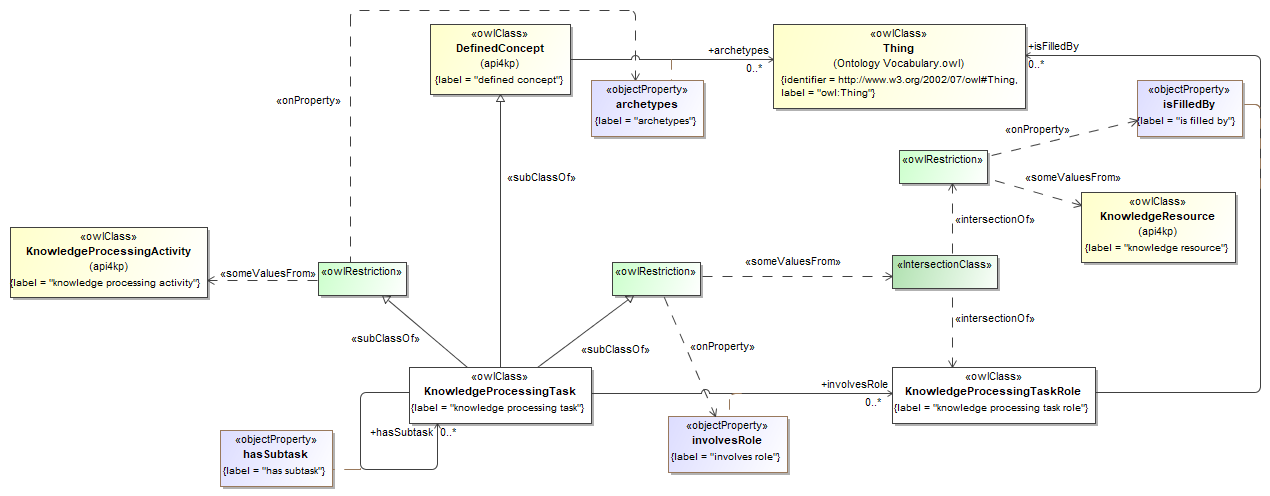 «owlClass»
DefinedConcept
(api4kp)
{label = "defined concept"}
+archetypes
0..*
«owlClass»
Thing
(Ontology Vocabulary.owl)
{identifier = http://www.w3.org/2002/07/owl#Thing,
label = "owl:Thing"}
+isFilledBy
0..*
«onProperty»
«objectProperty»
archetypes
{label = "archetypes"}
«objectProperty»
isFilledBy
{label = "is filled by"}
«onProperty»
«owlRestriction»
«subClassOf»
«someValuesFrom»
«owlClass»
KnowledgeResource
(api4kp)
{label = "knowledge resource"}
«intersectionOf»
«owlClass»
KnowledgeProcessingActivity
(api4kp)
{label = "knowledge processing activity"}
«someValuesFrom»
«owlRestriction»
«owlRestriction»
«someValuesFrom»
«IntersectionClass»
«intersectionOf»
«subClassOf»
«subClassOf»
«onProperty»
«owlClass»
KnowledgeProcessingTask
{label = "knowledge processing task"}
+involvesRole
0..*
«owlClass»
KnowledgeProcessingTaskRole
{label = "knowledge processing task role"}
+hasSubtask
0..*
«objectProperty»
hasSubtask
{label = "has subtask"}
«objectProperty»
involvesRole
{label = "involves role"}